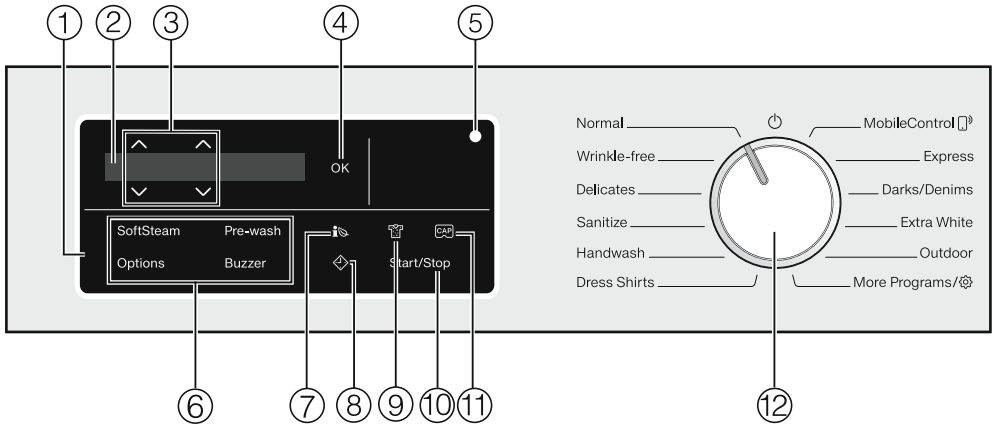 ① ② ③ ④ ⑤
OK
SoftSteam Pre-wash
Options Buzzer
CAP
Start/Stop
Normal
Wrinkle-free
Delicates
Sanitize
Handwash
Dress Shirts
MobileControl
Express
Darks/Denims
Extra White
Outdoor
More Programs/
⑥ ⑦ ⑧ ⑨ ⑩ ⑪ ⑫